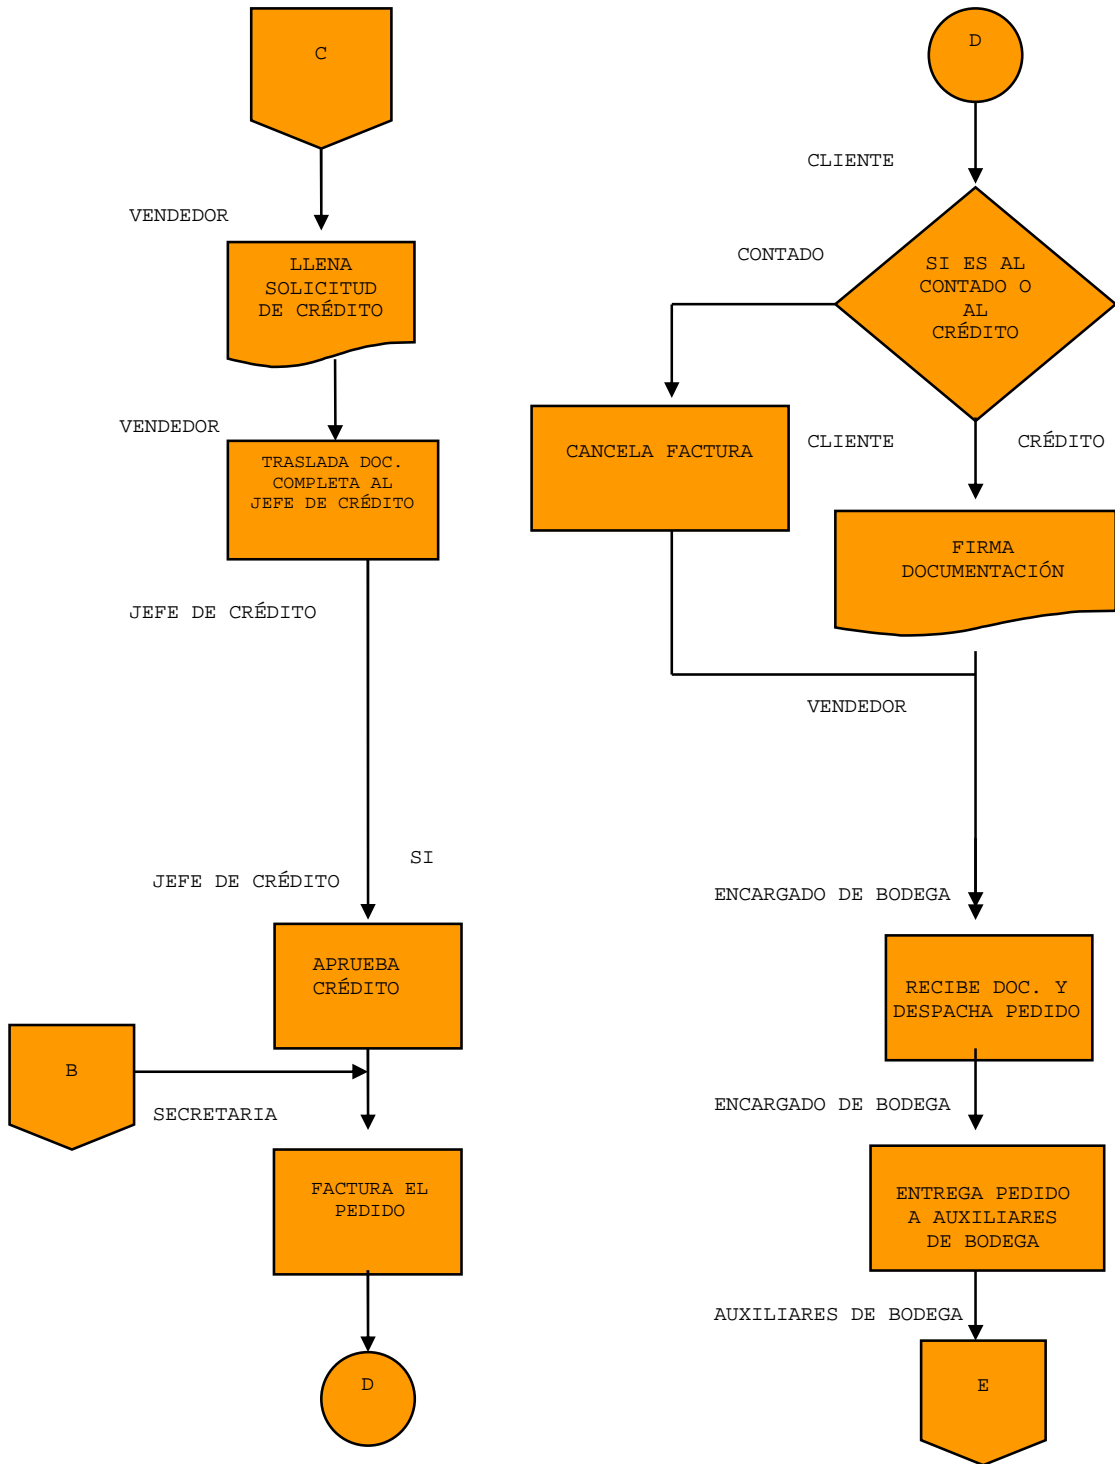 C
VENDEDOR
LLENA
SOLICITUD
DE CRÉDITO
VENDEDOR
TRASLADA DOC.
COMPLETA AL
JEFE DE CRÉDITO
JEFE DE CRÉDITO
SI
JEFE DE CRÉDITO
APRUEBA
CRÉDITO
B
SECRETARIA
FACTURA EL
PEDIDO
D
D
CLIENTE
CONTADO
SI ES AL
CONTADO O
AL
CRÉDITO
CANCELA FACTURA
CLIENTE
CRÉDITO
FIRMA
DOCUMENTACIÓN
VENDEDOR
ENCARGADO DE BODEGA
RECIBE DOC. Y
DESPACHA PEDIDO
ENCARGADO DE BODEGA
ENTREGA PEDIDO
A AUXILIARES
DE BODEGA
AUXILIARES DE BODEGA
E